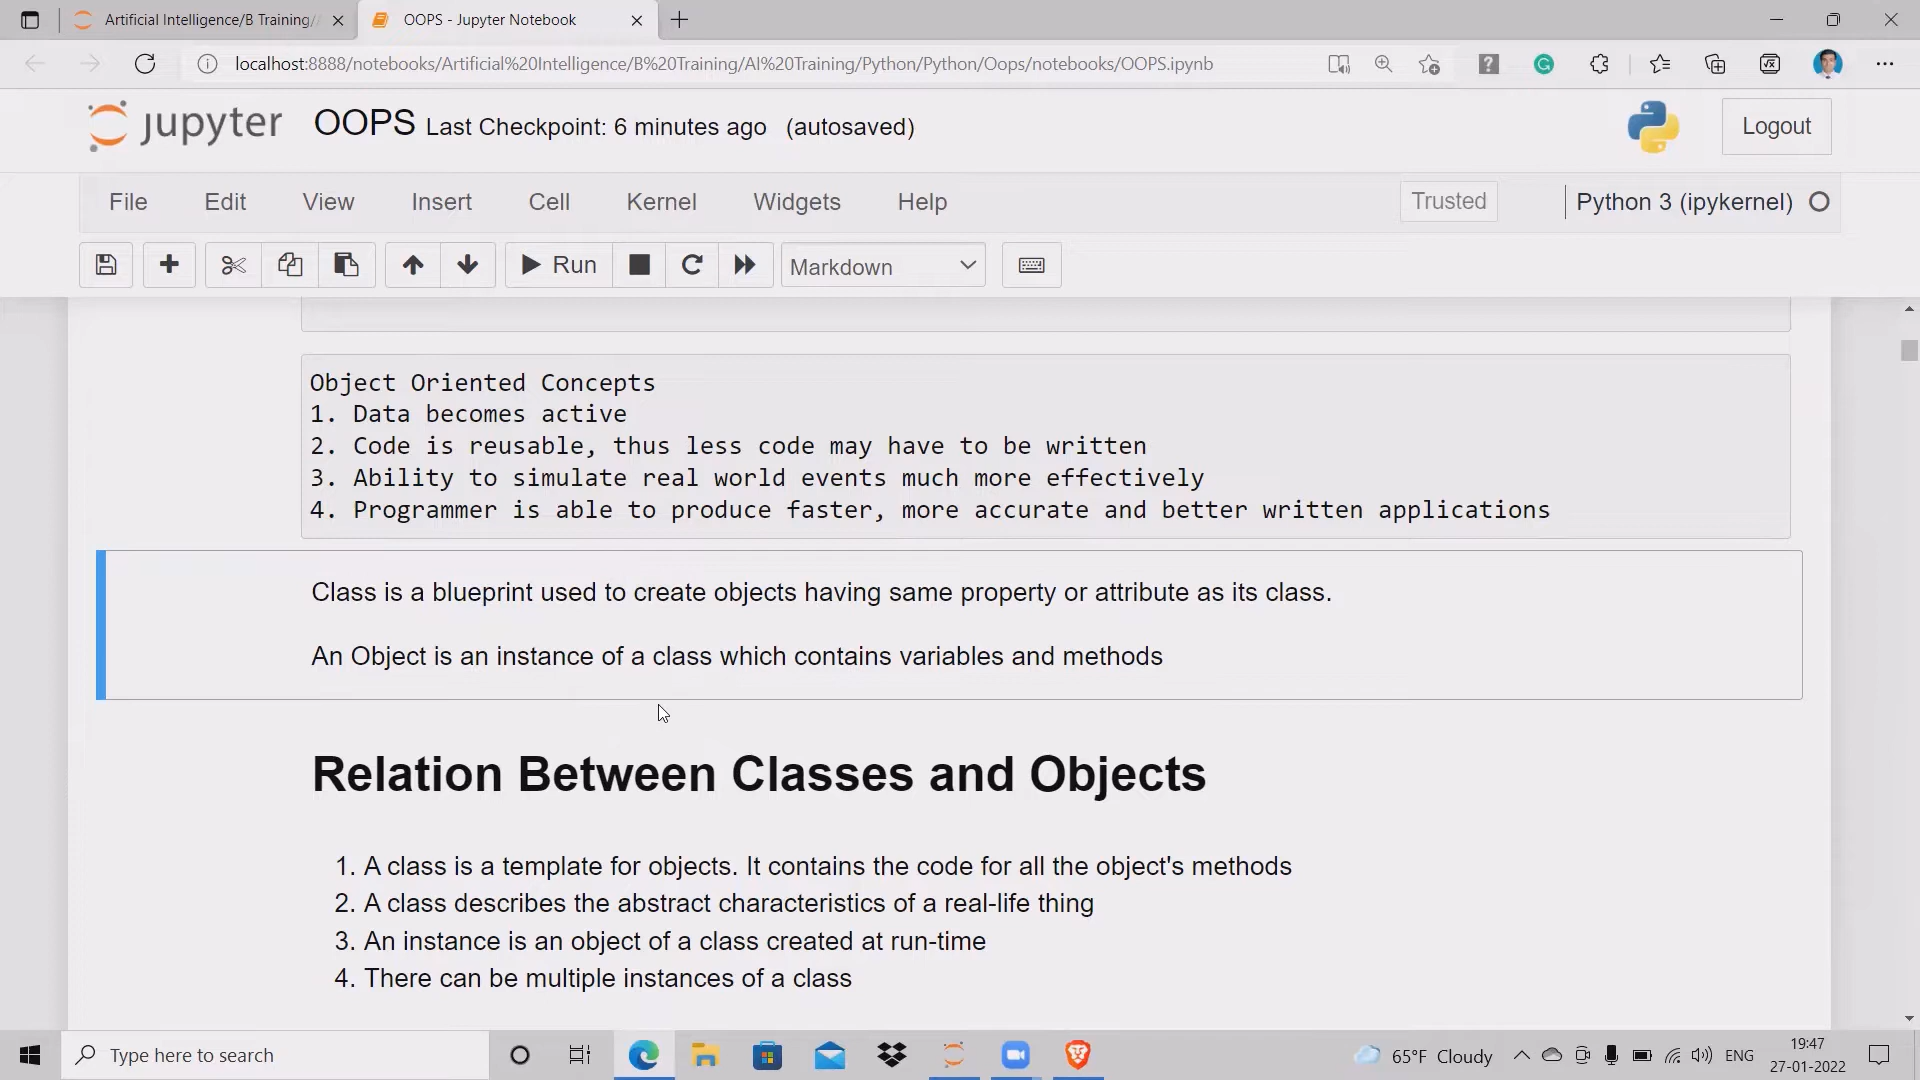 Artificial Intelligence/B Training/
OOPS - Jupyter Notebook
localhost:8888/notebooks/Artificial%20Intelligence/B%20Training/AI%20Training/Python/Python/Oops/notebooks/OOPS.ipynb
jupyter OOPS Last Checkpoint: 6 minutes ago (autosaved)
Logout
File Edit View Insert Cell Kernel Widgets Help
Trusted
Python 3 (ipykernel)
Run
Markdown
Object Oriented Concepts
1. Data becomes active
2. Code is reusable, thus less code may have to be written
3. Ability to simulate real world events much more effectively
4. Programmer is able to produce faster, more accurate and better written applications
Class is a blueprint used to create objects having same property or attribute as its class.
An Object is an instance of a class which contains variables and methods
Relation Between Classes and Objects
1. A class is a template for objects. It contains the code for all the object's methods
2. A class describes the abstract characteristics of a real-life thing
3. An instance is an object of a class created at run-time
4. There can be multiple instances of a class
Type here to search
65°F Cloudy
ENG
19:47
27-01-2022